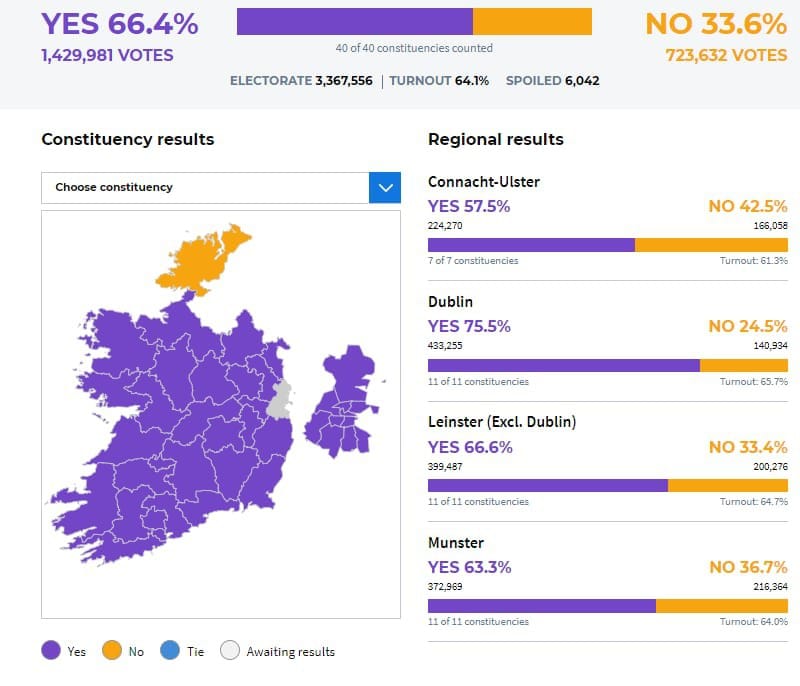 YES 66.4%
NO 33.6%
1,429,981 VOTES
40 of 40 constituencies counted
723,632 VOTES
ELECTORATE 3,367,556 | TURNOUT 64.1% SPOILED 6,042
Constituency results
Choose constituency
Yes No Tie Awaiting results
Regional results
Connacht-Ulster
YES 57.5% NO 42.5%
224,270 166,058
7 of 7 constituencies Turnout: 61.3%
Dublin
YES 75.5% NO 24.5%
433,255 140,934
11 of 11 constituencies Turnout: 65.7%
Leinster (Excl. Dublin)
YES 66.6% NO 33.4%
399,487 200,276
11 of 11 constituencies Turnout: 64.7%
Munster
YES 63.3% NO 36.7%
372,969 216,364
11 of 11 constituencies Turnout: 64.0%